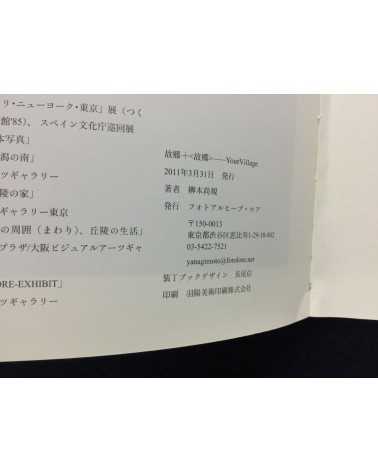 リ・ニューヨーク・東京」展（つく
館'85）、スペイン文化庁巡回展
本写真」
潟の南」
ツギャラリー
陵の家」
ギャラリー東京
の周囲（まわり）、丘陵の生活」
プラザ/大阪ビジュアルアーツギャ
ORE-EXHIBIT」
ツギャラリー
故郷+<故郷>——YourVillage
2011年3月31日　発行
著者　柳本尚規
発行　フォトアルヒーブ・コア
〒150-0013
東京都渋谷区恵比寿1-29-18-802
03-5422-7521
yanagimoto@fotolore.net
装丁ブックデザイン　長尾信
印刷　羽陽美術印刷株式会社